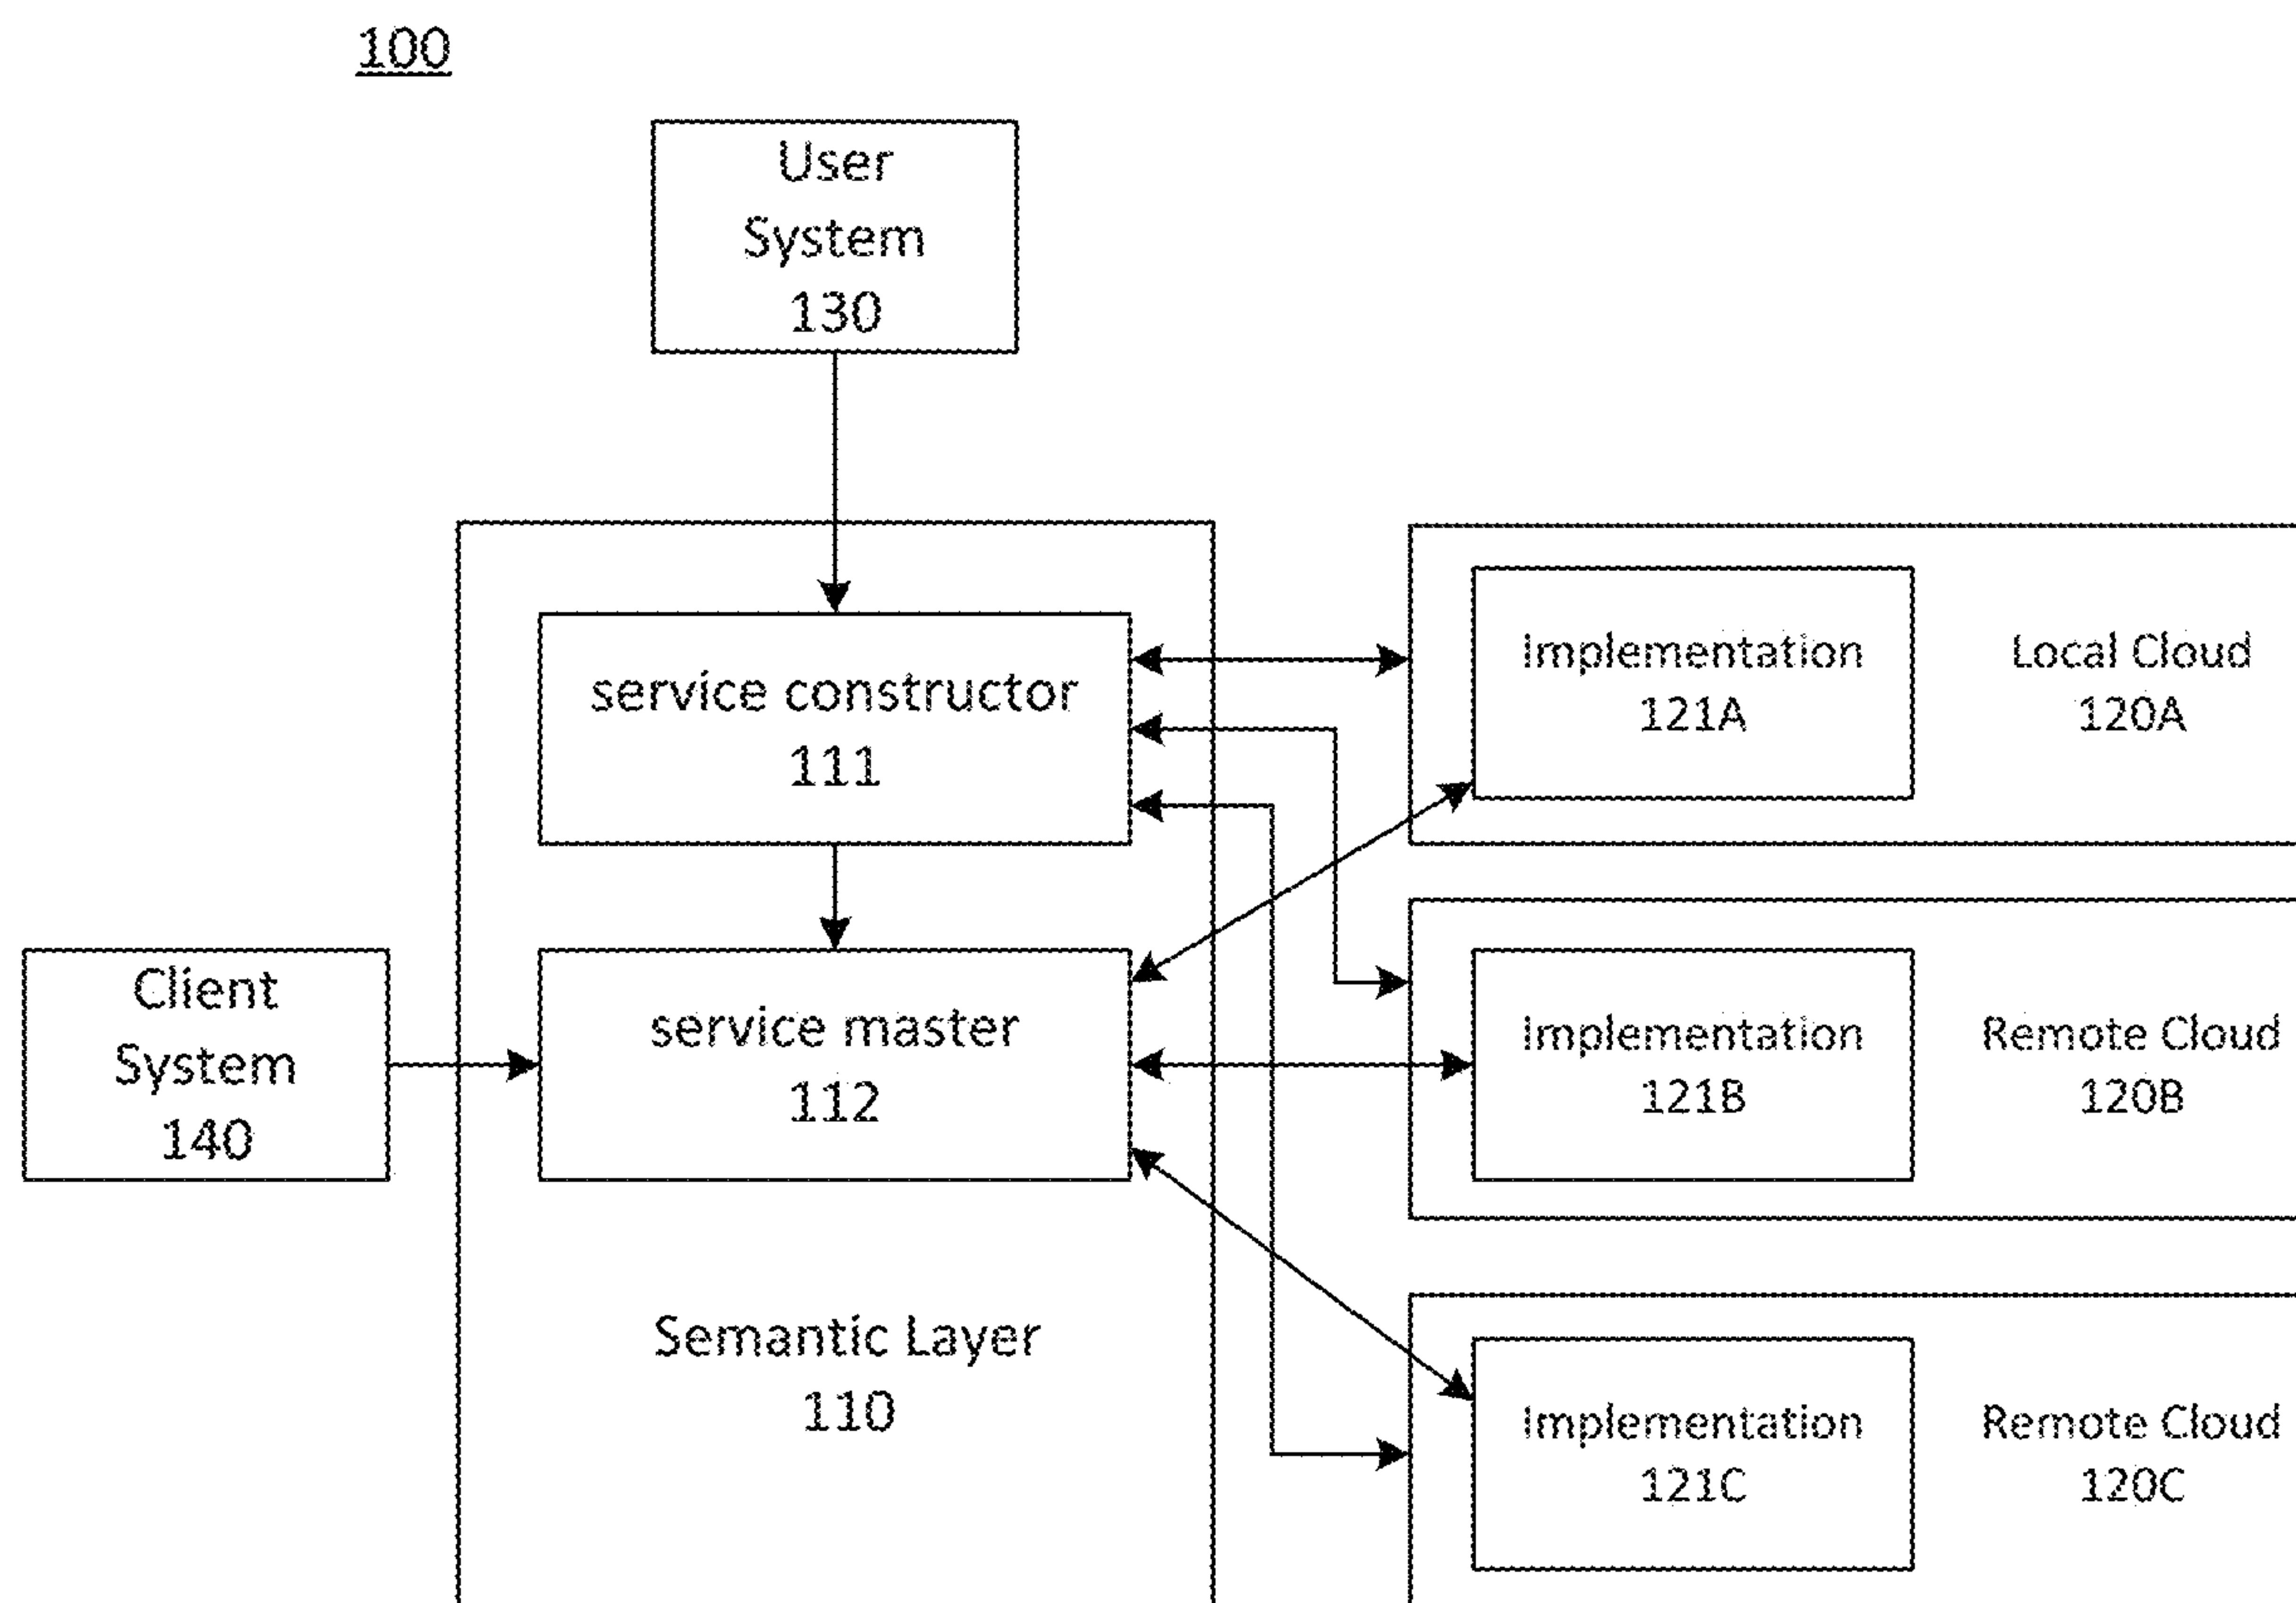 100
User
System
130
service constructor
111
Implementation
121A
Local Cloud
120A
Client
System
140
service master
112
Implementation
121B
Remote Cloud
120B
Semantic Layer
110
Implementation
121C
Remote Cloud
120C